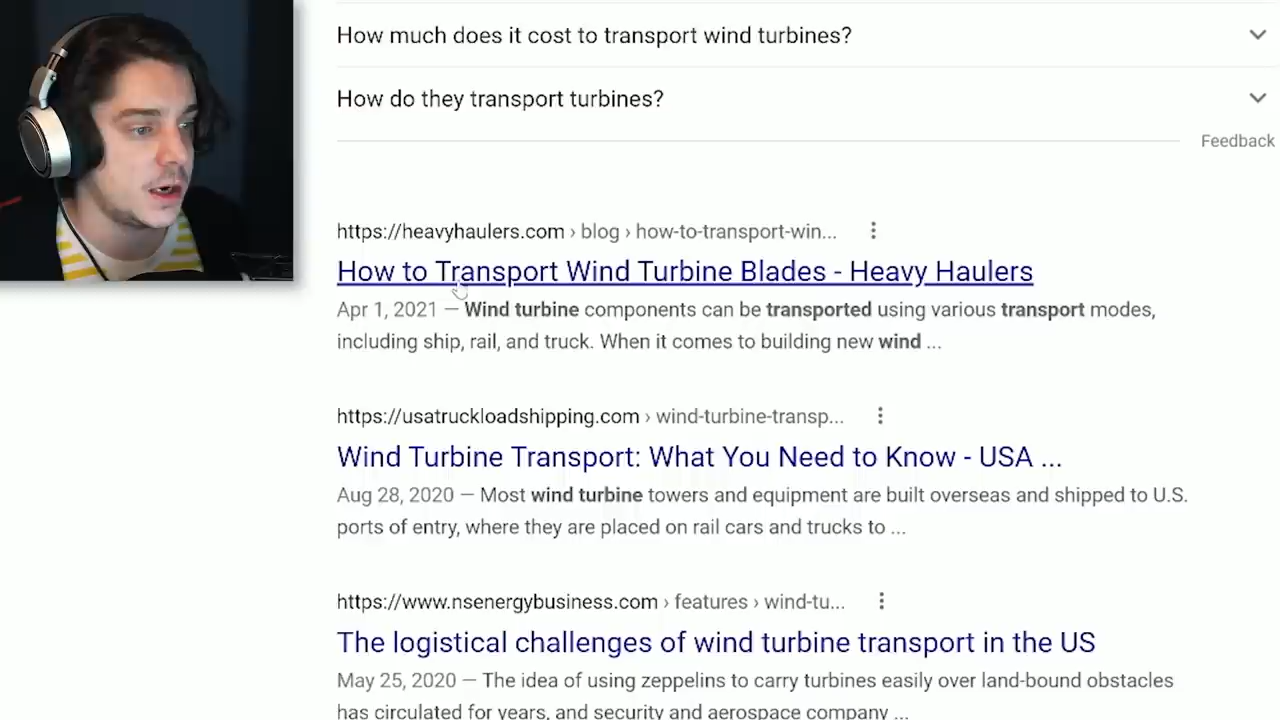 How much does it cost to transport wind turbines?
How do they transport turbines?
Feedback
https://heavyhaulers.com › blog › how-to-transport-win...
How to Transport Wind Turbine Blades - Heavy Haulers
Apr 1, 2021 — Wind turbine components can be transported using various transport modes,
including ship, rail, and truck. When it comes to building new wind ...
https://usatruckloadshipping.com › wind-turbine-transp...
Wind Turbine Transport: What You Need to Know - USA ...
Aug 28, 2020 — Most wind turbine towers and equipment are built overseas and shipped to U.S.
ports of entry, where they are placed on rail cars and trucks to ...
https://www.nsenergybusiness.com › features › wind-tu...
The logistical challenges of wind turbine transport in the US
May 25, 2020 — The idea of using zeppelins to carry turbines easily over land-bound obstacles
has circulated for years, and security and aerospace company ...